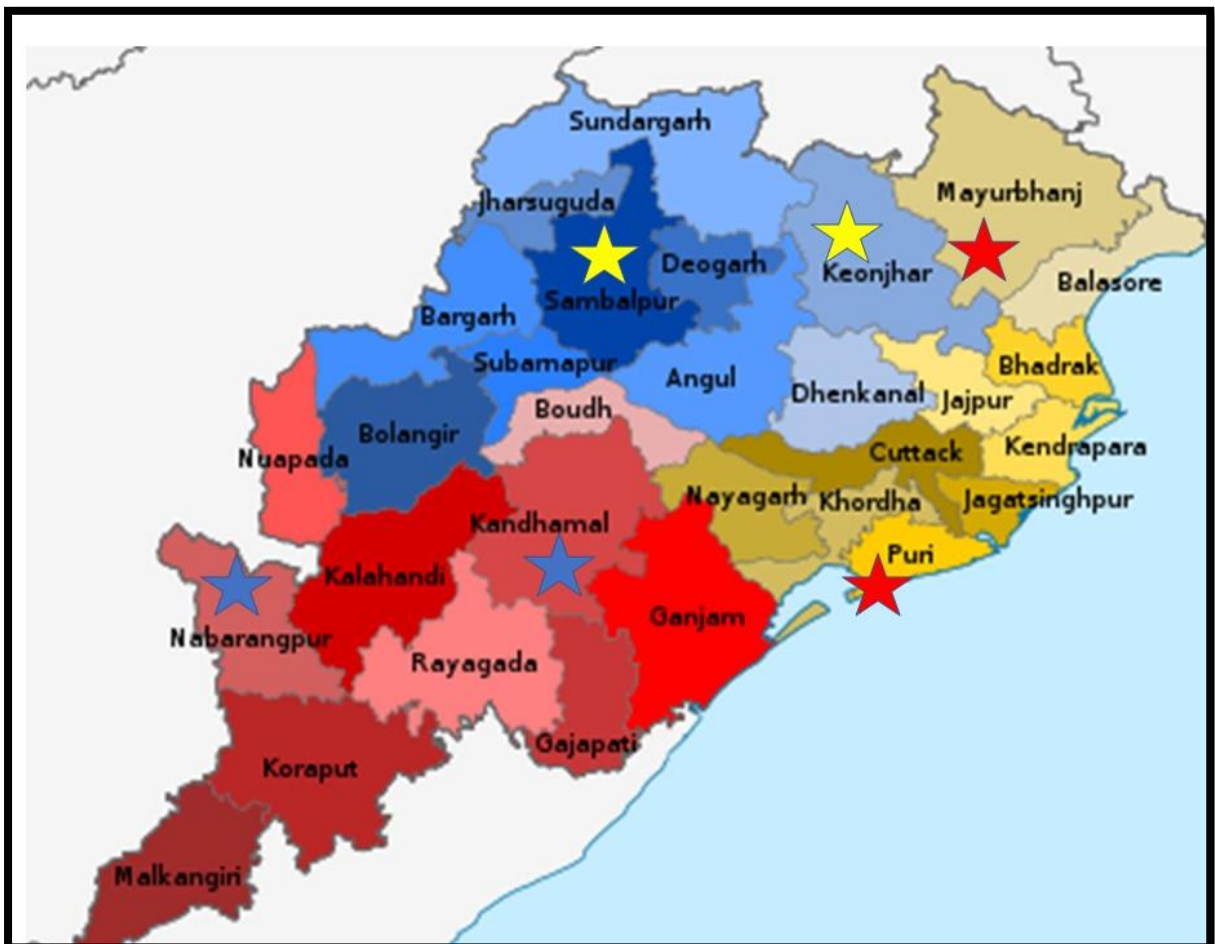 Sundargarh
Mayurbhanj
Jharsuguda
Deogarh
Keonjhar
Balasore
Sambalpur
Bargarh
Subarnapur
Bhadrak
Angul
Dhenkanal
Jajpur
Boudh
Bolangir
Kendrapara
Cuttack
Nuapada
Nayagarh
Khordha
Jagatsinghpur
Kandhamal
Puri
Kalahandi
Ganjam
Nabarangpur
Rayagada
Gajapati
Koraput
Malkangiri